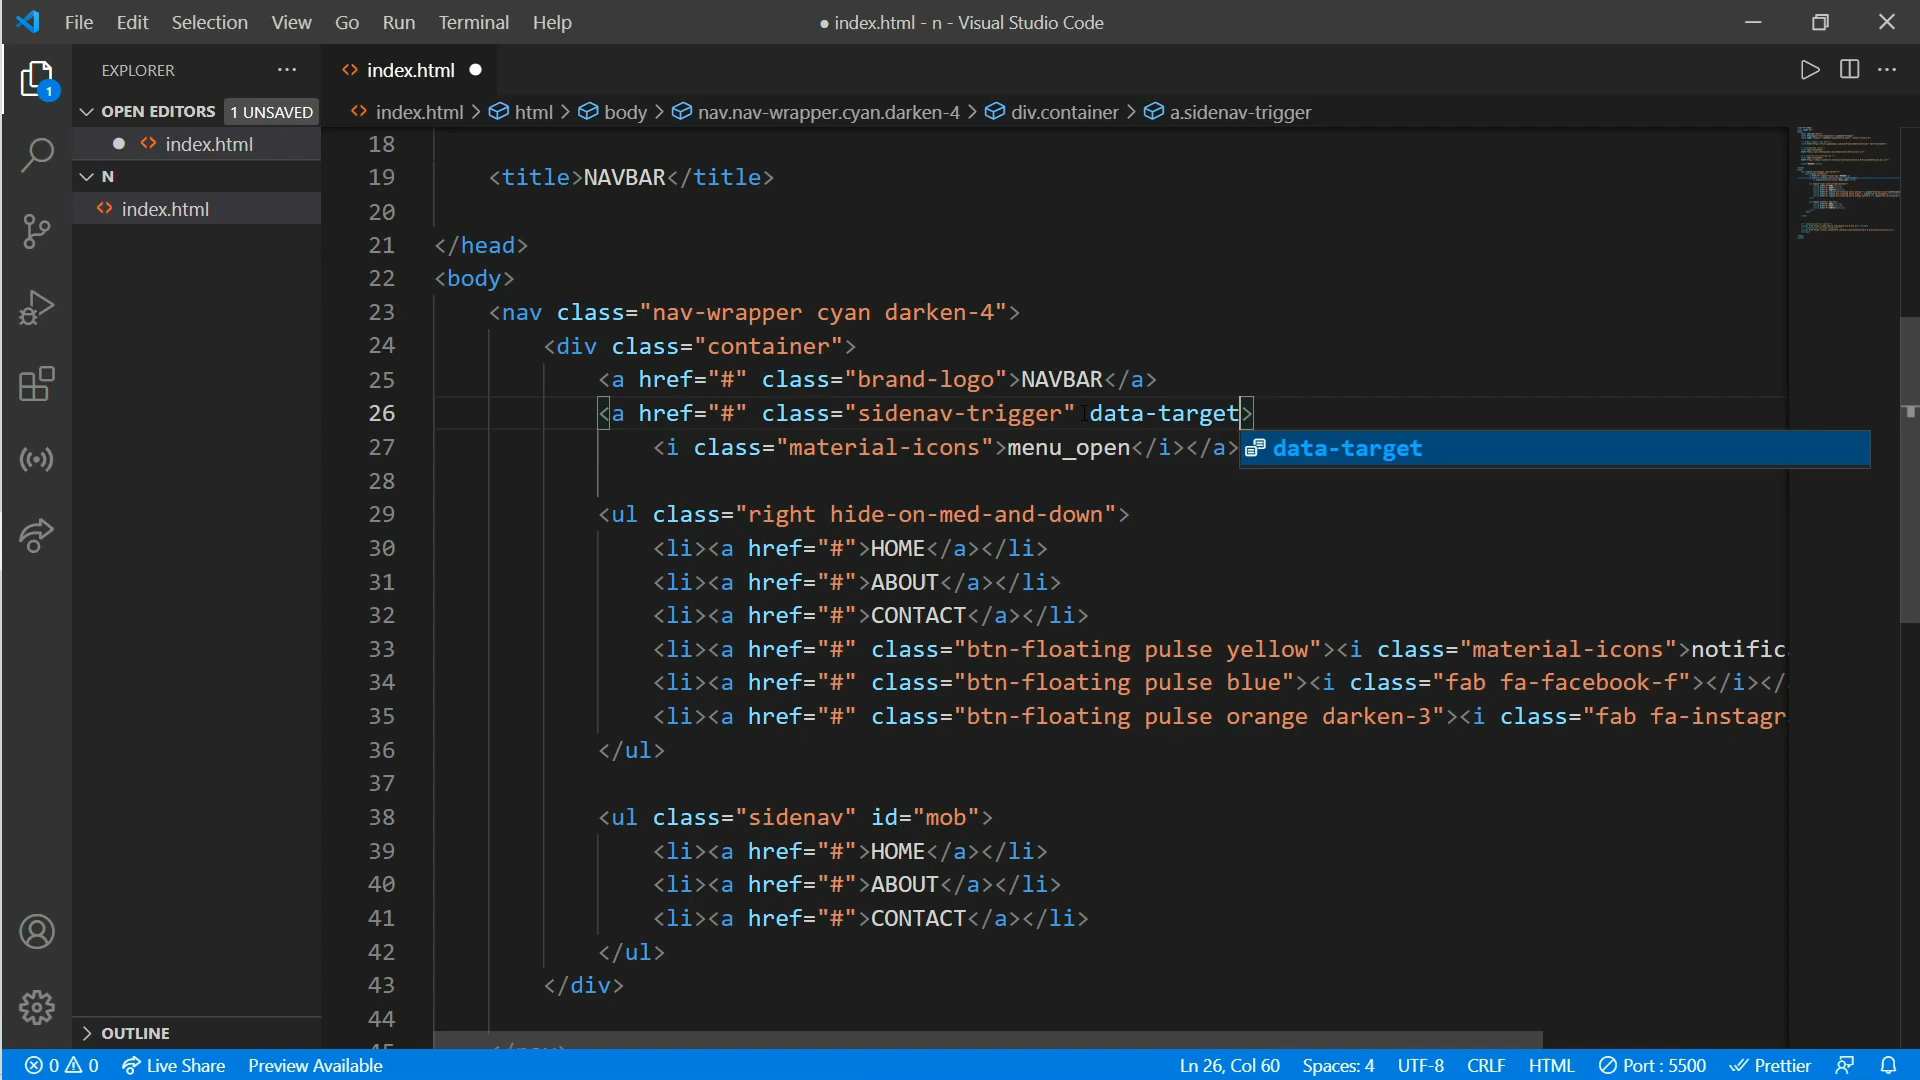 File Edit Selection View Go Run Terminal Help
● index.html - n - Visual Studio Code
EXPLORER
OPEN EDITORS 1 UNSAVED
index.html
N
index.html
OUTLINE
1
index.html
index.html > html > body > nav.nav-wrapper.cyan.darken-4 > div.container > a.sidenav-trigger
18
19 <title>NAVBAR</title>
20
21 </head>
22 <body>
23 <nav class="nav-wrapper cyan darken-4">
24 <div class="container">
25 <a href="#" class="brand-logo">NAVBAR</a>
26 <a href="#" class="sidenav-trigger" data-target>
27 <i class="material-icons">menu_open</i></a>
data-target
28
29 <ul class="right hide-on-med-and-down">
30 <li><a href="#">HOME</a></li>
31 <li><a href="#">ABOUT</a></li>
32 <li><a href="#">CONTACT</a></li>
33 <li><a href="#" class="btn-floating pulse yellow"><i class="material-icons">notific
34 <li><a href="#" class="btn-floating pulse blue"><i class="fab fa-facebook-f"></i></
35 <li><a href="#" class="btn-floating pulse orange darken-3"><i class="fab fa-instagr
36 </ul>
37
38 <ul class="sidenav" id="mob">
39 <li><a href="#">HOME</a></li>
40 <li><a href="#">ABOUT</a></li>
41 <li><a href="#">CONTACT</a></li>
42 </ul>
43 </div>
44
0 0 Live Share Preview Available Ln 26, Col 60 Spaces: 4 UTF-8 CRLF HTML Port : 5500 Prettier